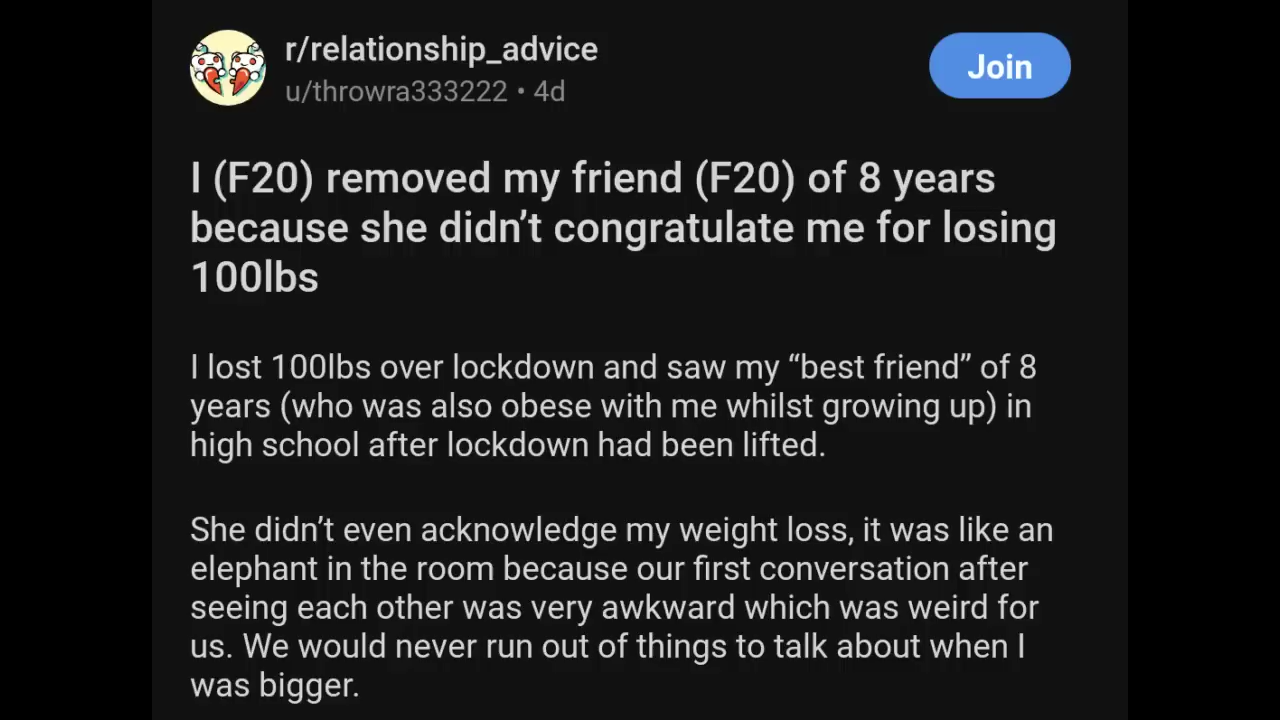 r/relationship_advice
u/throwra333222 • 4d
Join
I (F20) removed my friend (F20) of 8 years
because she didn’t congratulate me for losing
100lbs
I lost 100lbs over lockdown and saw my “best friend” of 8
years (who was also obese with me whilst growing up) in
high school after lockdown had been lifted.
She didn’t even acknowledge my weight loss, it was like an
elephant in the room because our first conversation after
seeing each other was very awkward which was weird for
us. We would never run out of things to talk about when I
was bigger.